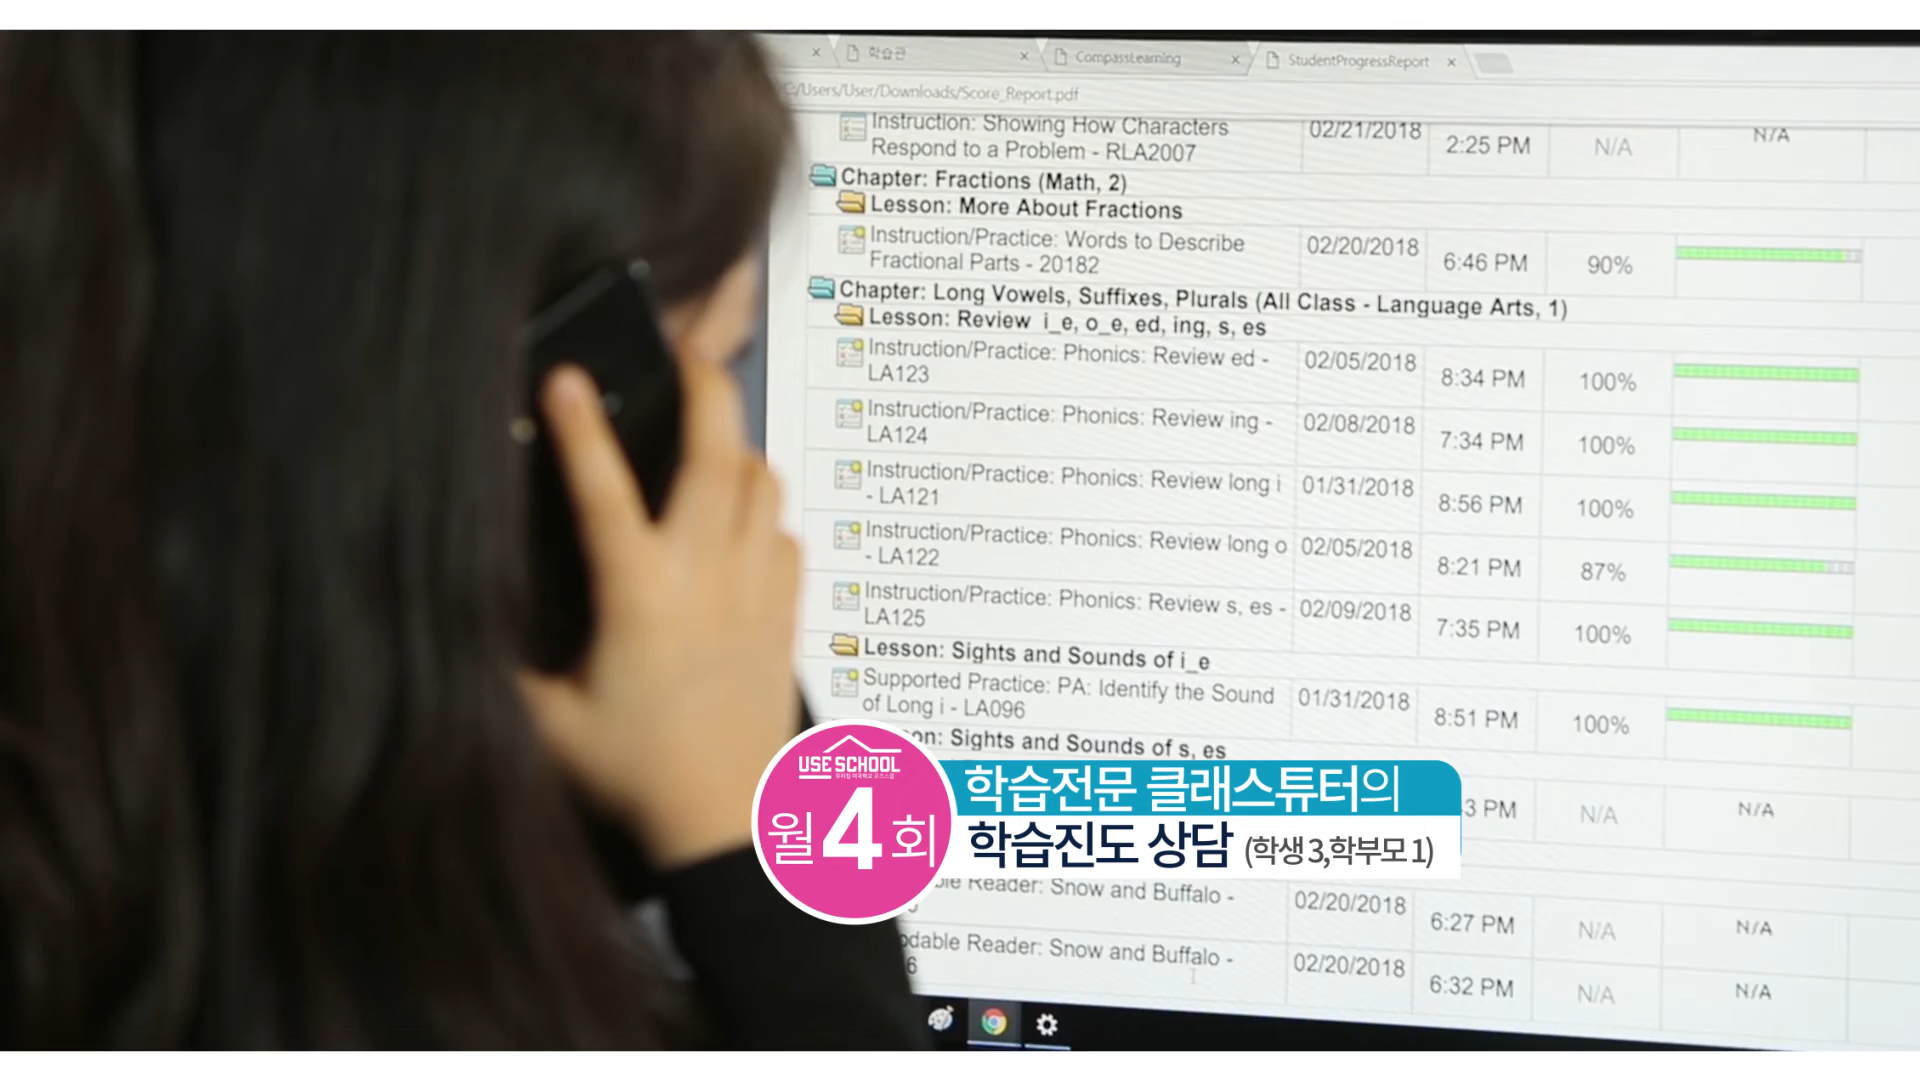 학습관
CompassLearning
StudentProgressReport
C:/Users/User/Downloads/Score_Report.pdf
Instruction: Showing How Characters
Respond to a Problem - RLA2007
02/21/2018
2:25 PM
N/A
N/A
Chapter: Fractions (Math, 2)
Lesson: More About Fractions
Instruction/Practice: Words to Describe
Fractional Parts - 20182
02/20/2018
6:46 PM
90%
Chapter: Long Vowels, Suffixes, Plurals (All Class - Language Arts, 1)
Lesson: Review i_e, o_e, ed, ing, s, es
Instruction/Practice: Phonics: Review ed -
LA123
02/05/2018
8:34 PM
100%
Instruction/Practice: Phonics: Review ing -
LA124
02/08/2018
7:34 PM
100%
Instruction/Practice: Phonics: Review long i
- LA121
01/31/2018
8:56 PM
100%
Instruction/Practice: Phonics: Review long o
- LA122
02/05/2018
8:21 PM
87%
Instruction/Practice: Phonics: Review s, es -
LA125
02/09/2018
7:35 PM
100%
Lesson: Sights and Sounds of i_e
Supported Practice: PA: Identify the Sound
of Long i - LA096
01/31/2018
8:51 PM
100%
on: Sights and Sounds of s, es
3 PM
N/A
N/A
USE SCHOOL
월 4 회
학습전문 클래스튜터의
학습진도 상담 (학생 3, 학부모 1)
ble Reader: Snow and Buffalo -
02/20/2018
6:27 PM
N/A
N/A
odable Reader: Snow and Buffalo -
6
02/20/2018
6:32 PM
N/A
N/A